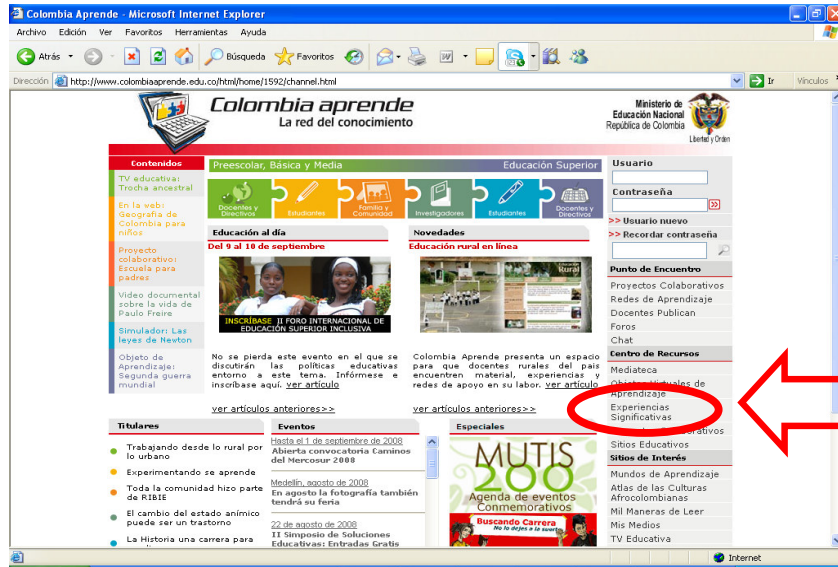 Colombia Aprende - Microsoft Internet Explorer
Archivo Edición Ver Favoritos Herramientas Ayuda
Atrás Búsqueda Favoritos
Dirección http://www.colombiaaprende.edu.co/html/home/1592/channel.html Ir Vínculos
Colombia aprende
La red del conocimiento
Ministerio de
Educación Nacional
República de Colombia
Libertad y Orden
Contenidos
TV educativa:
Trocha ancestral
En la web:
Geografía de
Colombia para
niños
Proyecto
colaborativo:
Escuela para
padres
Video documental
sobre la vida de
Paulo Freire
Simulador: Las
leyes de Newton
Objeto de
Aprendizaje:
Segunda guerra
mundial
Preescolar, Básica y Media Educación Superior
Docentes y
Directivos
Estudiantes
Familia y
Comunidad
Investigadores
Estudiantes
Docentes y
Directivos
Educación al día
Del 9 al 10 de septiembre
INSCRÍBASE II FORO INTERNACIONAL DE
EDUCACIÓN SUPERIOR INCLUSIVA
No se pierda este evento en el que se
discutirán las políticas educativas
entorno a este tema. Infórmese e
inscríbase aquí. ver artículo
ver artículos anteriores>>
Novedades
Educación rural en línea
Rural
Colombia Aprende presenta un espacio
para que docentes rurales del pais
encuentren material, experiencias y
redes de apoyo en su labor. ver artículo
ver artículos anteriores>>
Titulares
Trabajando desde lo rural por
lo urbano
Experimentando se aprende
Toda la comunidad hizo parte
de RIBIE
El cambio del estado anímico
puede ser un trastorno
La Historia una carrera para
Eventos
Hasta el 1 de septiembre de 2008
Abierta convocatoria Caminos
del Mercosur 2008
Medellín, agosto de 2008
En agosto la fotografía también
tendrá su feria
22 de agosto de 2008
II Simposio de Soluciones
Educativas: Entradas Gratis
Especiales
MUTIS
200
Agenda de eventos
Conmemorativos
Buscando Carrera
No lo dejes a la suerte
Usuario
Contraseña
>> Usuario nuevo
>> Recordar contraseña
Punto de Encuentro
Proyectos Colaborativos
Redes de Aprendizaje
Docentes Publican
Foros
Chat
Centro de Recursos
Mediateca
Objetos Virtuales de
Aprendizaje
Experiencias
Significativas
Sitios Educativos
Sitios de Interés
Mundos de Aprendizaje
Atlas de las Culturas
Afrocolombianas
Mil Maneras de Leer
Mis Medios
TV Educativa
Internet